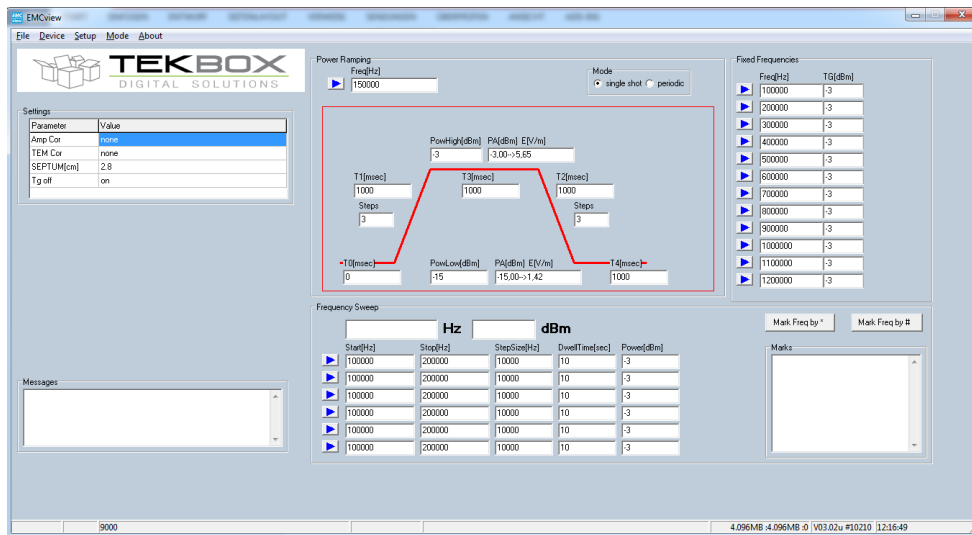 EMCview
File Device Setup Mode About
TEKBOX
DIGITAL SOLUTIONS
Settings
Parameter Value
Amp Cor none
TEM Cor none
SEPTUM[cm] 2.8
Tg off on
Messages
Power Ramping
Freq[Hz]
150000
Mode
single shot periodic
PowHigh[dBm] PA[dBm] E[V/m]
-3 -3,00-->5,65
T1[msec] T3[msec] T2[msec]
1000 1000 1000
Steps Steps
3 3
T0[msec] PowLow[dBm] PA[dBm] E[V/m] T4[msec]
0 -15 -15,00-->1,42 1000
Fixed Frequencies
Freq[Hz] TG[dBm]
100000 -3
200000 -3
300000 -3
400000 -3
500000 -3
600000 -3
700000 -3
800000 -3
900000 -3
1000000 -3
1100000 -3
1200000 -3
Frequency Sweep
Hz dBm
Start[Hz] Stop[Hz] StepSize[Hz] DwellTime[sec] Power[dBm]
100000 200000 10000 10 -3
100000 200000 10000 10 -3
100000 200000 10000 10 -3
100000 200000 10000 10 -3
100000 200000 10000 10 -3
100000 200000 10000 10 -3
Mark Freq by * Mark Freq by #
Marks
9000 4.096MB :4.096MB :0 V03.02u #10210 12:16:49